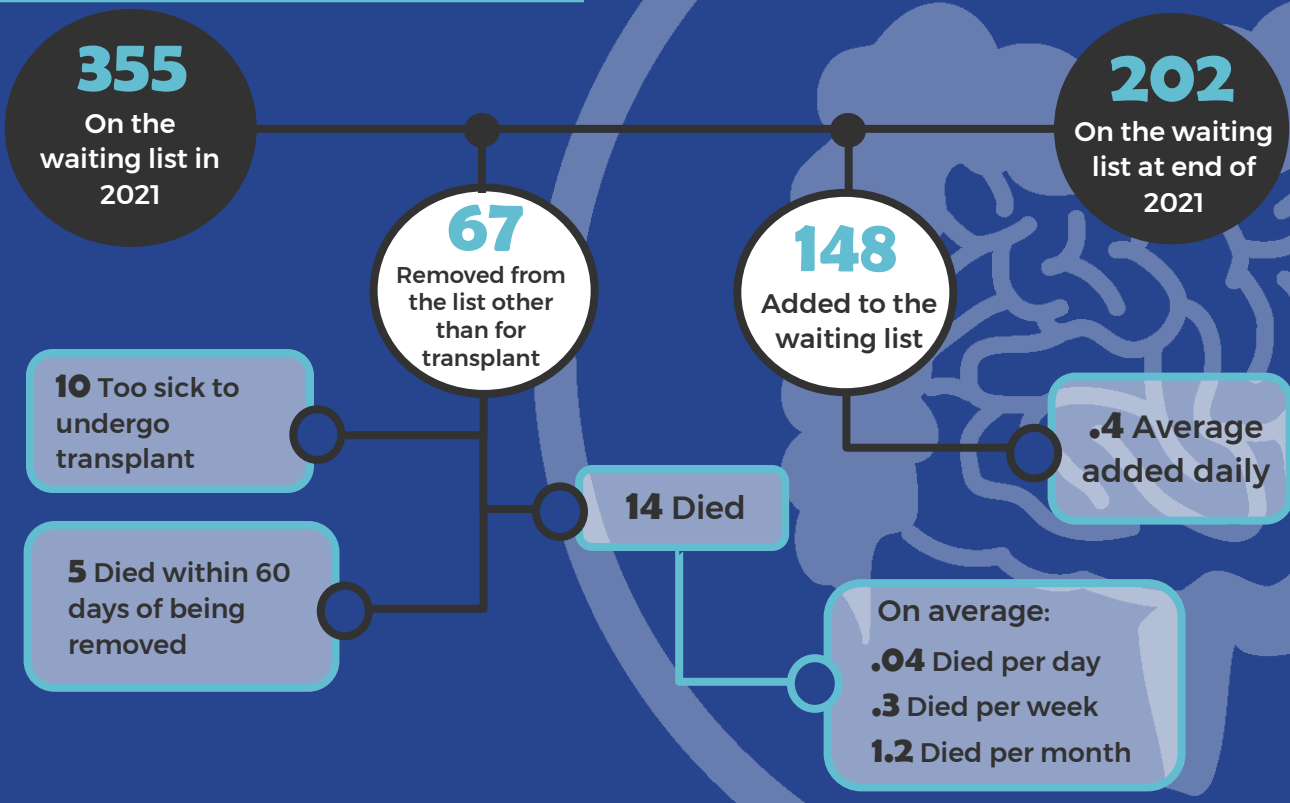 355
On the
waiting list in
2021
67
Removed from
the list other
than for
transplant
148
Added to the
waiting list
202
On the waiting
list at end of
2021
10 Too sick to
undergo
transplant
5 Died within 60
days of being
removed
14 Died
.4 Average
added daily
On average:
.04 Died per day
.3 Died per week
1.2 Died per month